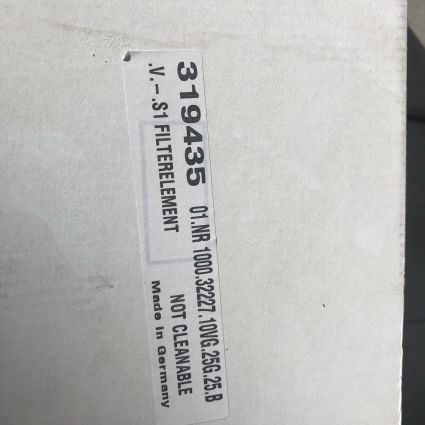 319435 01.NR 1000.32227.10VG.25G.25.B
.V.-.S1 FILTERELEMENT NOT CLEANABLE
Made in Germany